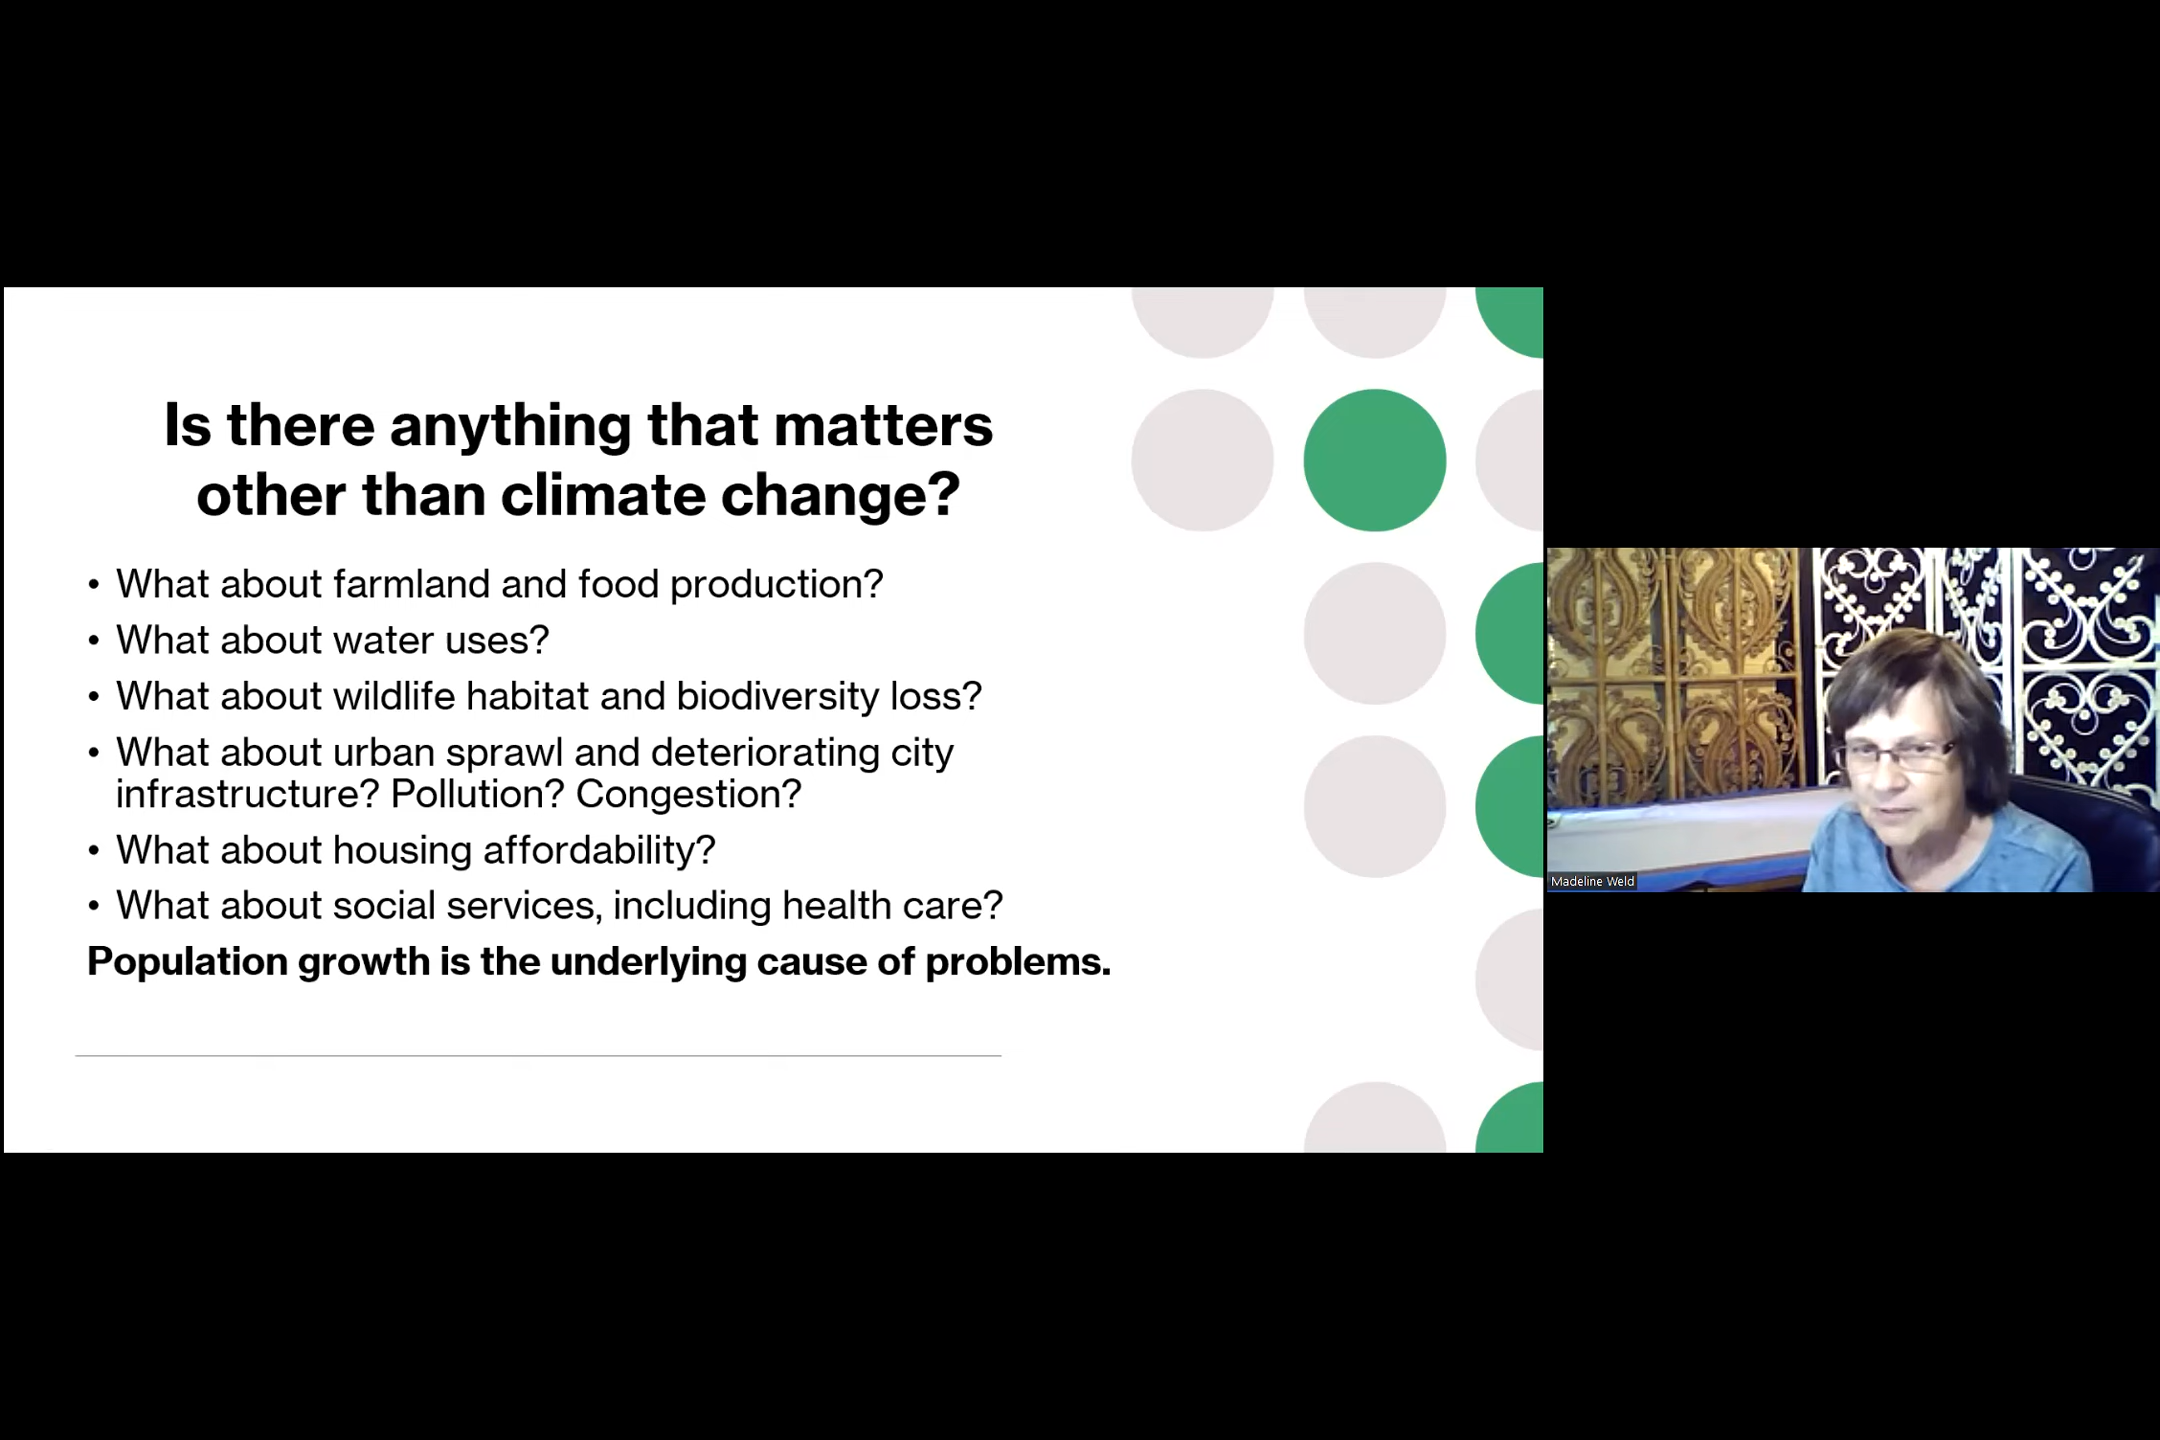 Is there anything that matters
other than climate change?
• What about farmland and food production?
• What about water uses?
• What about wildlife habitat and biodiversity loss?
• What about urban sprawl and deteriorating city
infrastructure? Pollution? Congestion?
• What about housing affordability?
• What about social services, including health care?
Population growth is the underlying cause of problems.
Madeline Weld